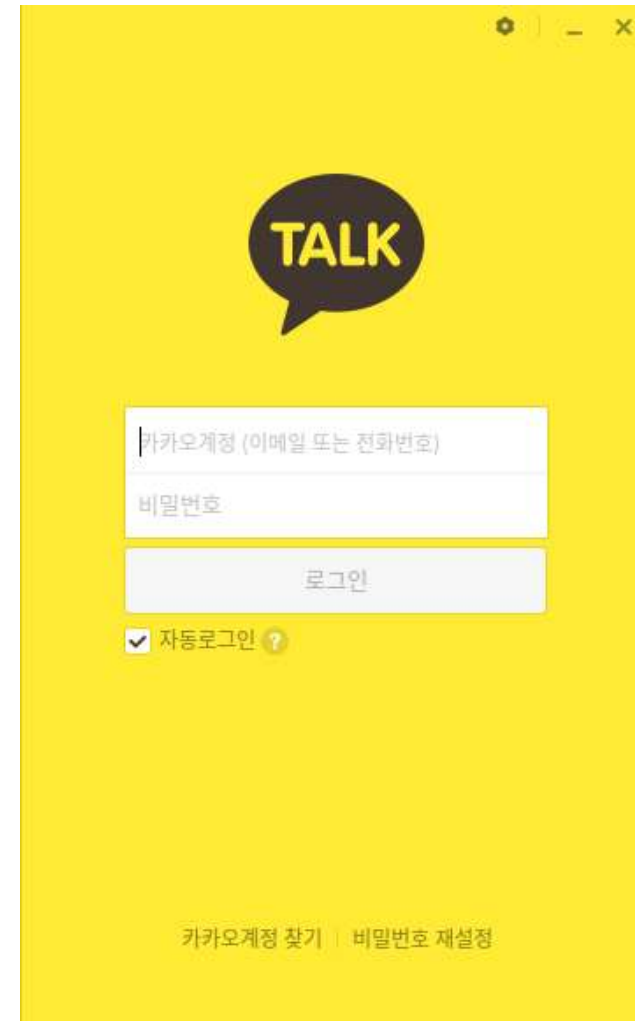 TALK
카카오계정 (이메일 또는 전화번호)
비밀번호
로그인
자동로그인 ?
카카오계정 찾기 | 비밀번호 재설정